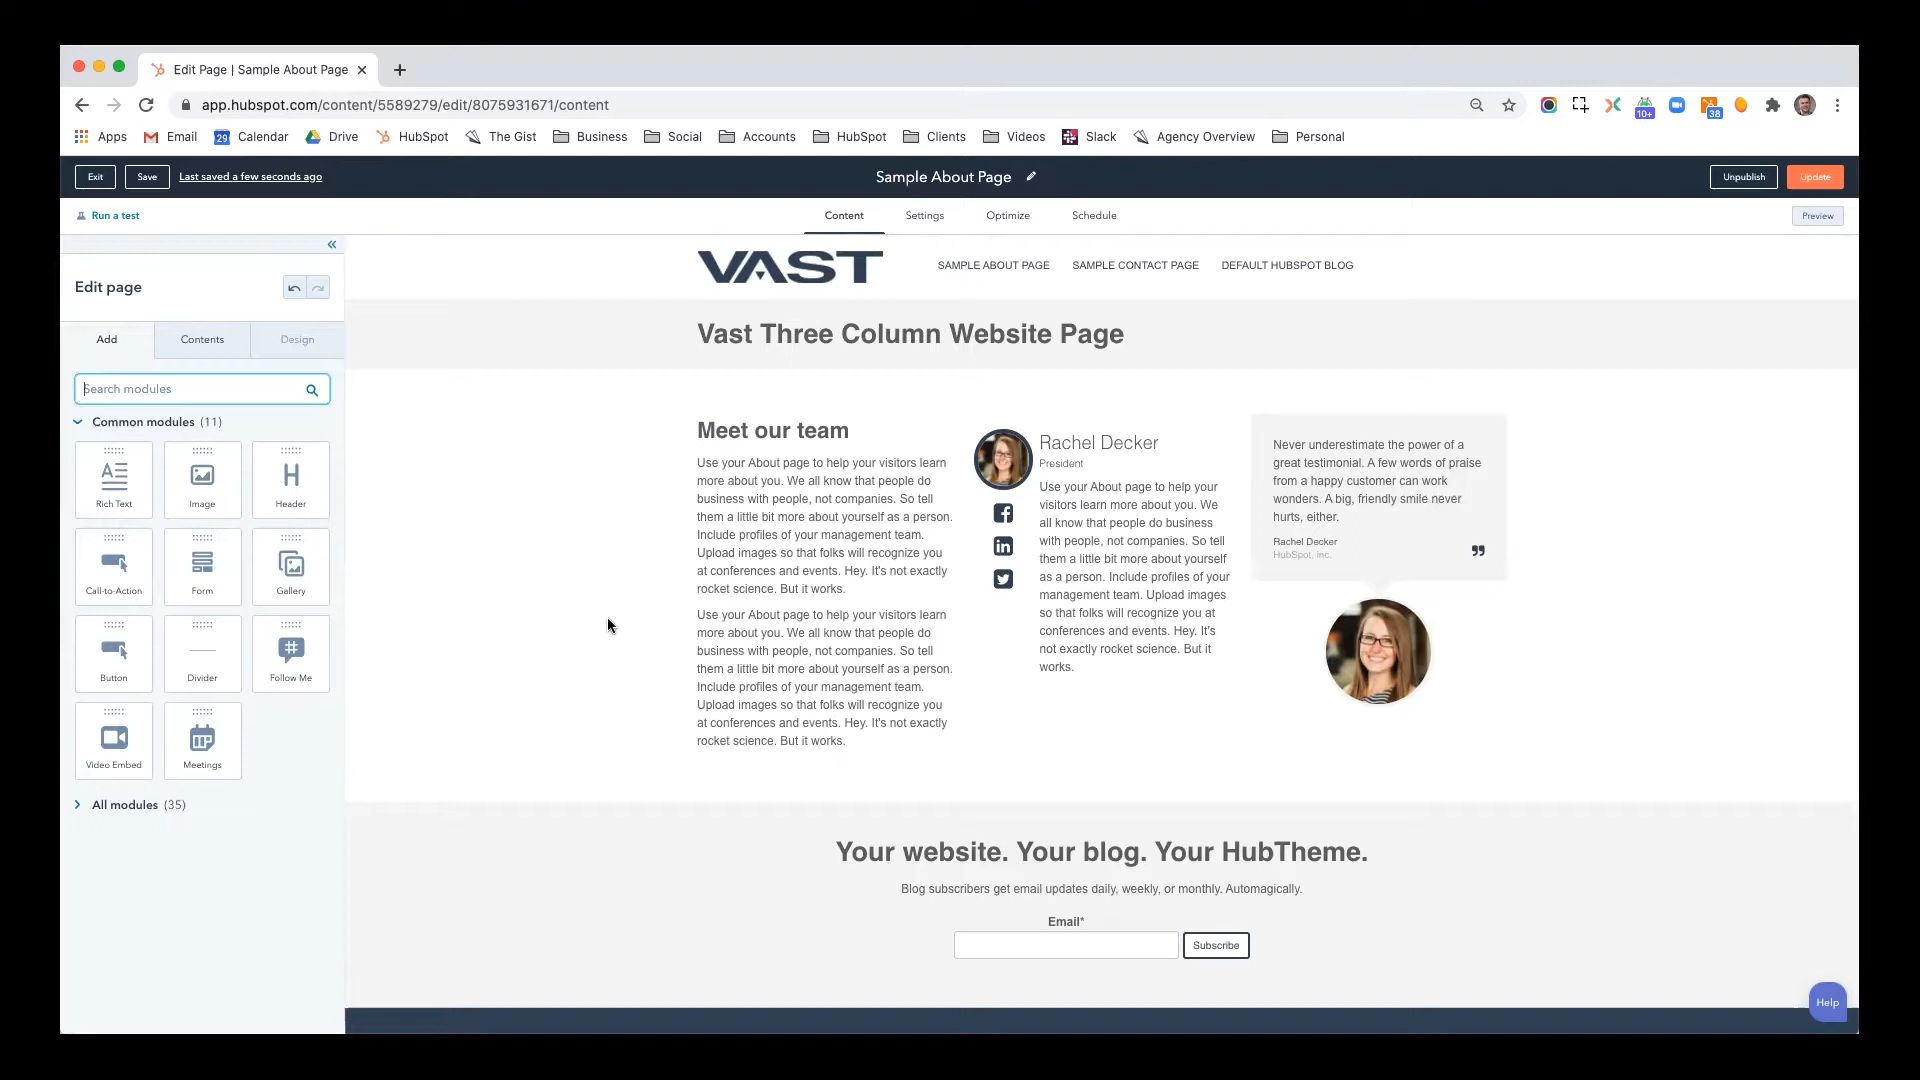 Edit Page | Sample About Page
app.hubspot.com/content/5589279/edit/8075931671/content
10+
38
Apps
Email
29
Calendar
Drive
HubSpot
The Gist
Business
Social
Accounts
HubSpot
Clients
Videos
Slack
Agency Overview
Personal
Exit
Save
Last saved a few seconds ago
Sample About Page
Unpublish
Update
Run a test
Content
Settings
Optimize
Schedule
Preview
Edit page
Add
Contents
Design
Search modules
Common modules (11)
Rich Text
Image
Header
Call-to-Action
Form
Gallery
Button
Divider
Follow Me
Video Embed
Meetings
All modules (35)
VAST
SAMPLE ABOUT PAGE
SAMPLE CONTACT PAGE
DEFAULT HUBSPOT BLOG
Vast Three Column Website Page
Meet our team
Use your About page to help your visitors learn
more about you. We all know that people do
business with people, not companies. So tell
them a little bit more about yourself as a person.
Include profiles of your management team.
Upload images so that folks will recognize you
at conferences and events. Hey. It's not exactly
rocket science. But it works.
Use your About page to help your visitors learn
more about you. We all know that people do
business with people, not companies. So tell
them a little bit more about yourself as a person.
Include profiles of your management team.
Upload images so that folks will recognize you
at conferences and events. Hey. It's not exactly
rocket science. But it works.
Rachel Decker
President
Use your About page to help your
visitors learn more about you. We
all know that people do business
with people, not companies. So tell
them a little bit more about yourself
as a person. Include profiles of your
management team. Upload images
so that folks will recognize you at
conferences and events. Hey. It's
not exactly rocket science. But it
works.
Never underestimate the power of a
great testimonial. A few words of praise
from a happy customer can work
wonders. A big, friendly smile never
hurts, either.
Rachel Decker
HubSpot, inc.
Your website. Your blog. Your HubTheme.
Blog subscribers get email updates daily, weekly, or monthly. Automagically.
Email*
Subscribe
Help